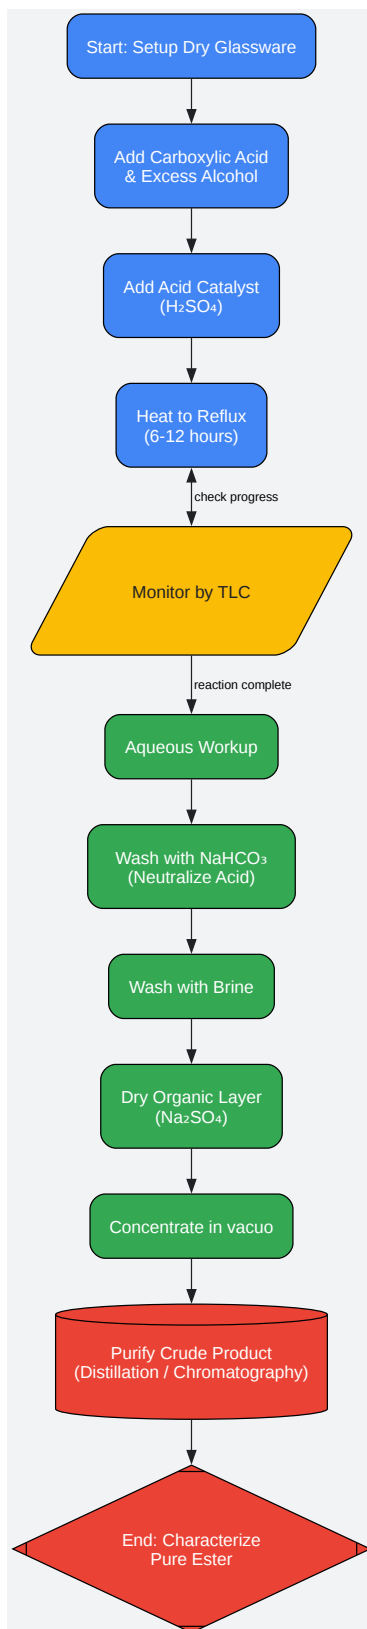 Start: Setup Dry Glassware
Add Carboxylic Acid
& Excess Alcohol
Add Acid Catalyst
(H₂SO₄)
Heat to Reflux
(6-12 hours)
check progress
Monitor by TLC
reaction complete
Aqueous Workup
Wash with NaHCO₃
(Neutralize Acid)
Wash with Brine
Dry Organic Layer
(Na₂SO₄)
Concentrate in vacuo
Purify Crude Product
(Distillation / Chromatography)
End: Characterize
Pure Ester